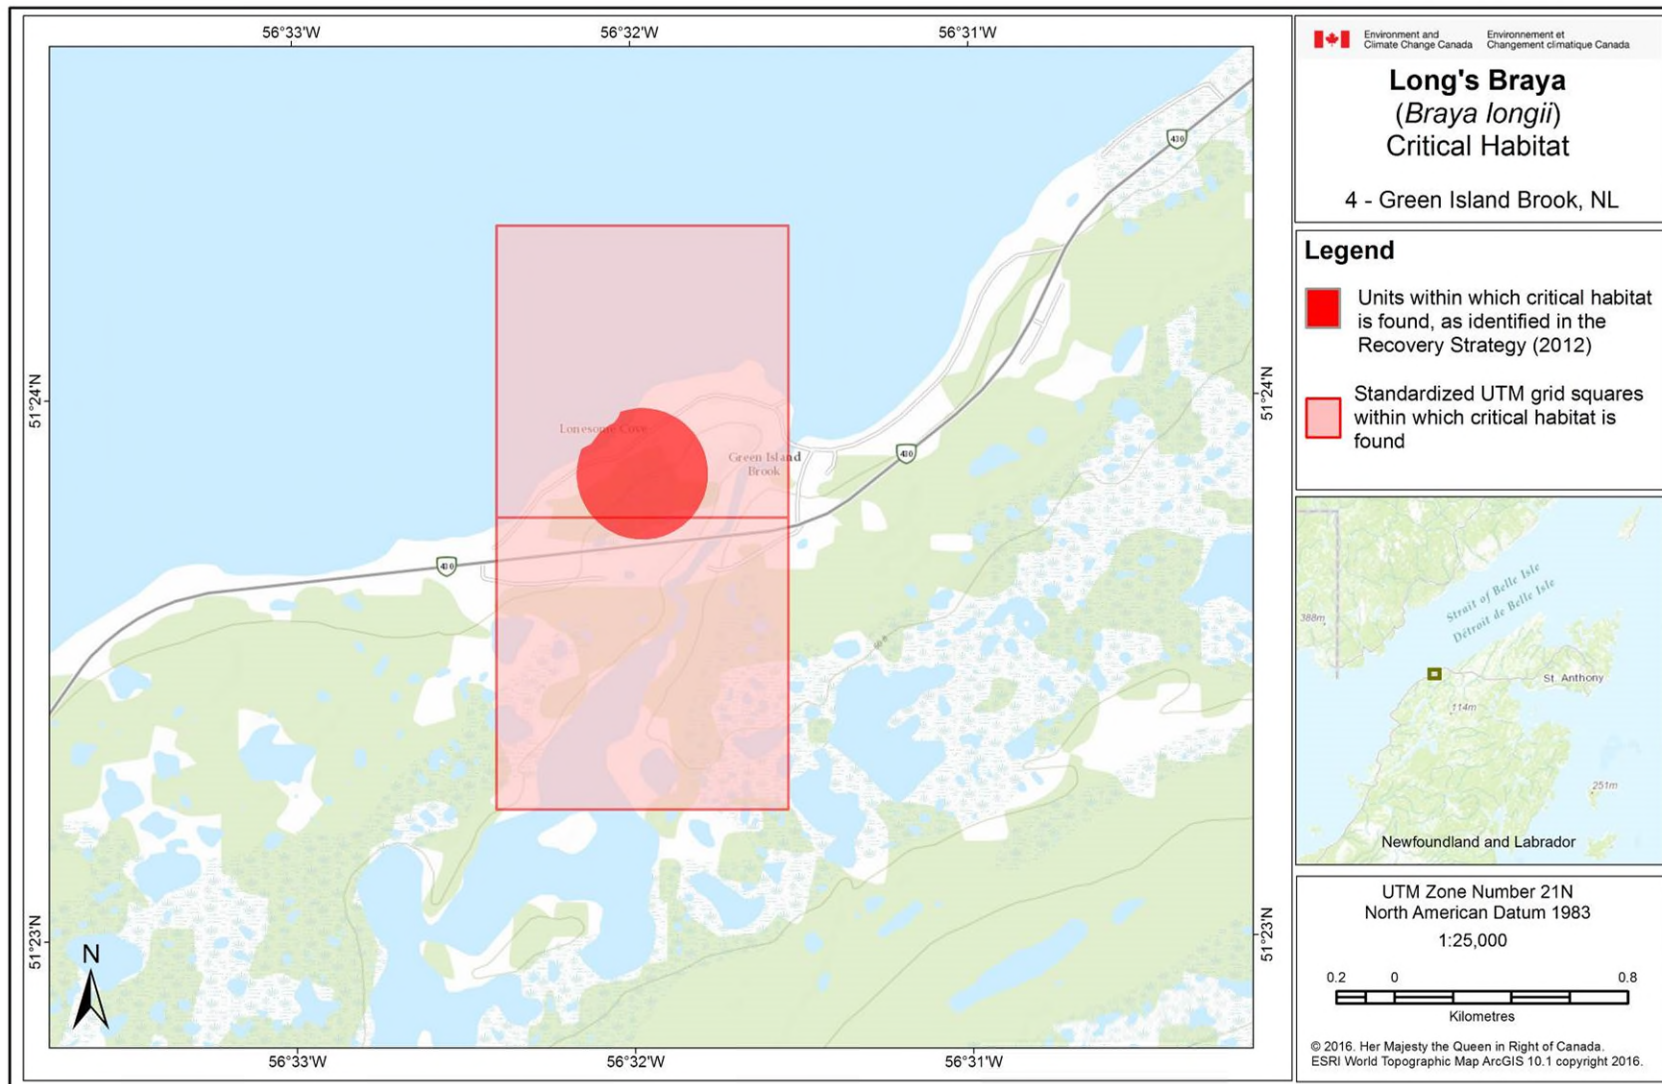 56°33'W
56°32'W
56°31'W
Environment and
Climate Change Canada
Environnement et
Changement climatique Canada
Long's Braya
(Braya longii)
Critical Habitat
4 - Green Island Brook, NL
430
Legend
Units within which critical habitat
is found, as identified in the
Recovery Strategy (2012)
Standardized UTM grid squares
within which critical habitat is
found
51°24'N
51°24'N
Lonesome Cove
Green Island
Brook
430
430
Strait of Belle Isle
Détroit de Belle Isle
388m
St. Anthony
114m
251m
Newfoundland and Labrador
51°23'N
51°23'N
N
UTM Zone Number 21N
North American Datum 1983
1:25,000
0.2
0
0.8
Kilometres
© 2016. Her Majesty the Queen in Right of Canada.
ESRI World Topographic Map ArcGIS 10.1 copyright 2016.
56°33'W
56°32'W
56°31'W